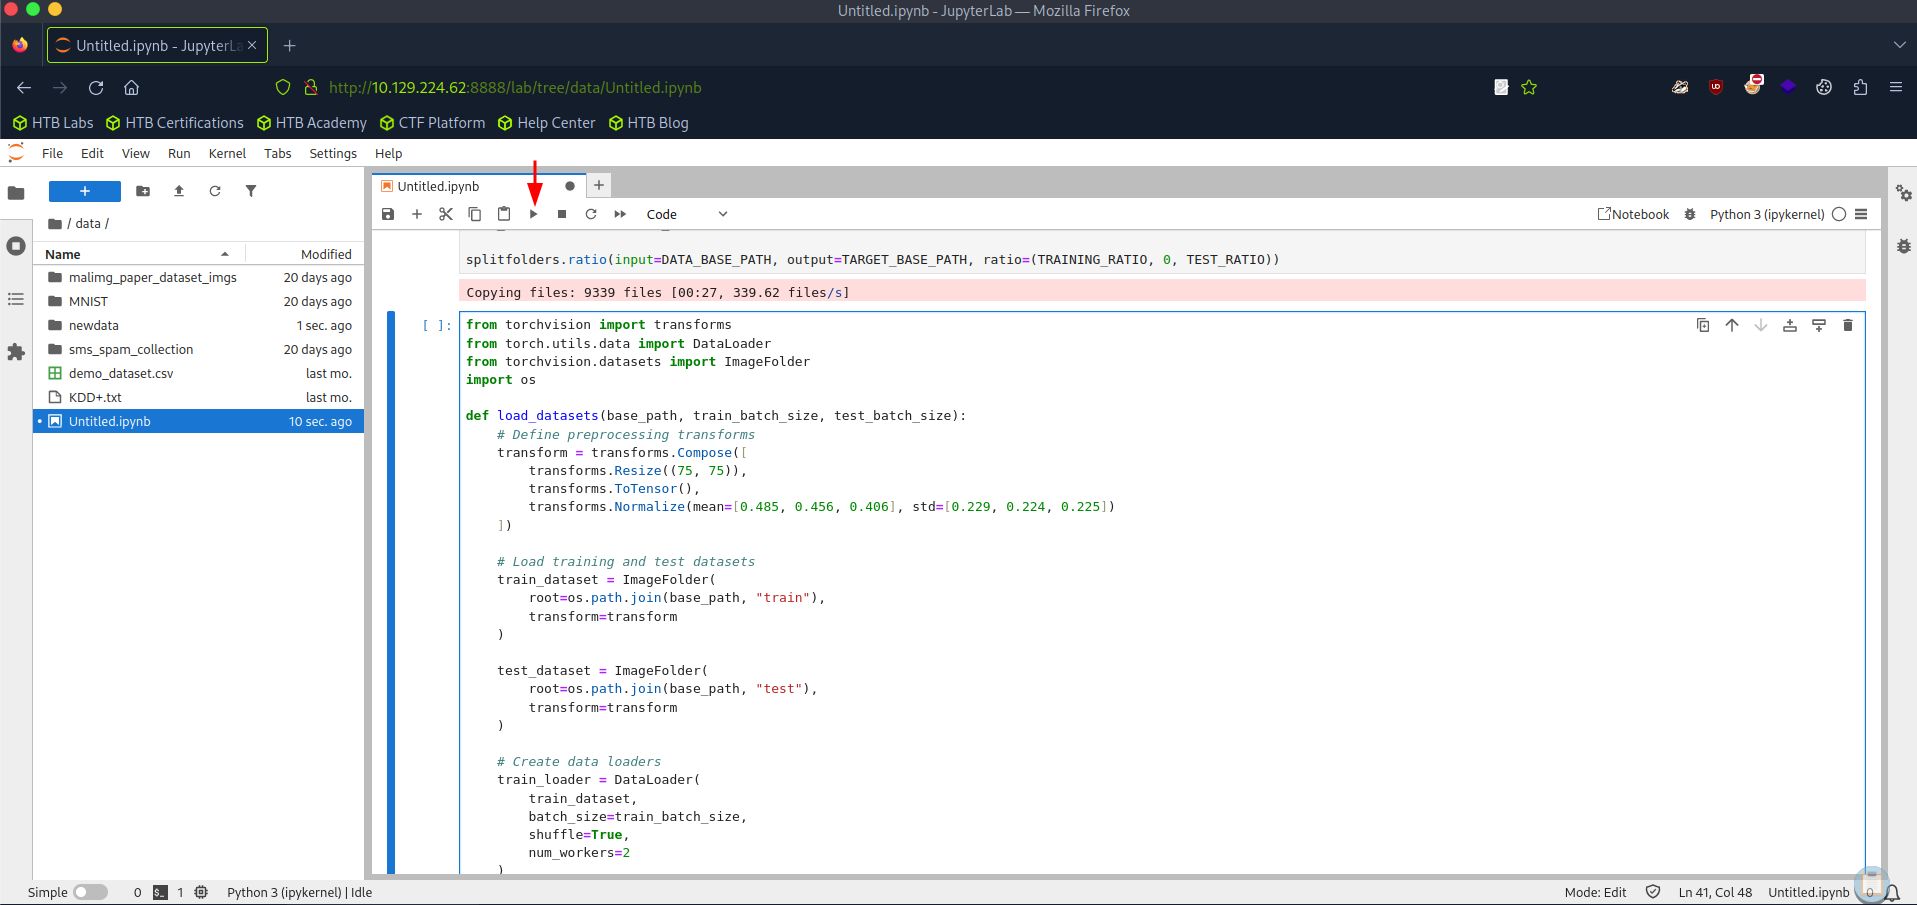 Untitled.ipynb - JupyterLab — Mozilla Firefox
Untitled.ipynb - JupyterLa
http://10.129.224.62:8888/lab/tree/data/Untitled.ipynb
HTB Labs HTB Certifications HTB Academy CTF Platform Help Center HTB Blog
File Edit View Run Kernel Tabs Settings Help
+
/ data /
Name Modified
malimg_paper_dataset_imgs 20 days ago
MNIST 20 days ago
newdata 1 sec. ago
sms_spam_collection 20 days ago
demo_dataset.csv last mo.
KDD+.txt last mo.
Untitled.ipynb 10 sec. ago
Untitled.ipynb
Code
Notebook Python 3 (ipykernel)
splitfolders.ratio(input=DATA_BASE_PATH, output=TARGET_BASE_PATH, ratio=(TRAINING_RATIO, 0, TEST_RATIO))
Copying files: 9339 files [00:27, 339.62 files/s]
[ ]:
from torchvision import transforms
from torch.utils.data import DataLoader
from torchvision.datasets import ImageFolder
import os
def load_datasets(base_path, train_batch_size, test_batch_size):
# Define preprocessing transforms
transform = transforms.Compose([
transforms.Resize((75, 75)),
transforms.ToTensor(),
transforms.Normalize(mean=[0.485, 0.456, 0.406], std=[0.229, 0.224, 0.225])
])
# Load training and test datasets
train_dataset = ImageFolder(
root=os.path.join(base_path, "train"),
transform=transform
)
test_dataset = ImageFolder(
root=os.path.join(base_path, "test"),
transform=transform
)
# Create data loaders
train_loader = DataLoader(
train_dataset,
batch_size=train_batch_size,
shuffle=True,
num_workers=2
)
Simple 0 1 Python 3 (ipykernel) | Idle
Mode: Edit Ln 41, Col 48 Untitled.ipynb 0